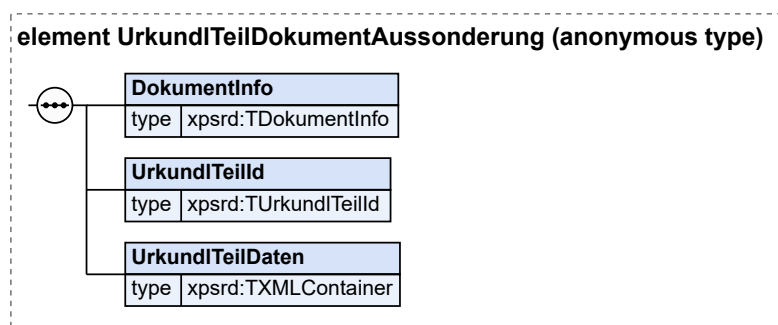 element UrkundlTeilDokumentAussonderung (anonymous type)
DokumentInfo
type xpsrd:TDokumentInfo
UrkundlTeilId
type xpsrd:TUrkundlTeilId
UrkundlTeilDaten
type xpsrd:TXMLContainer